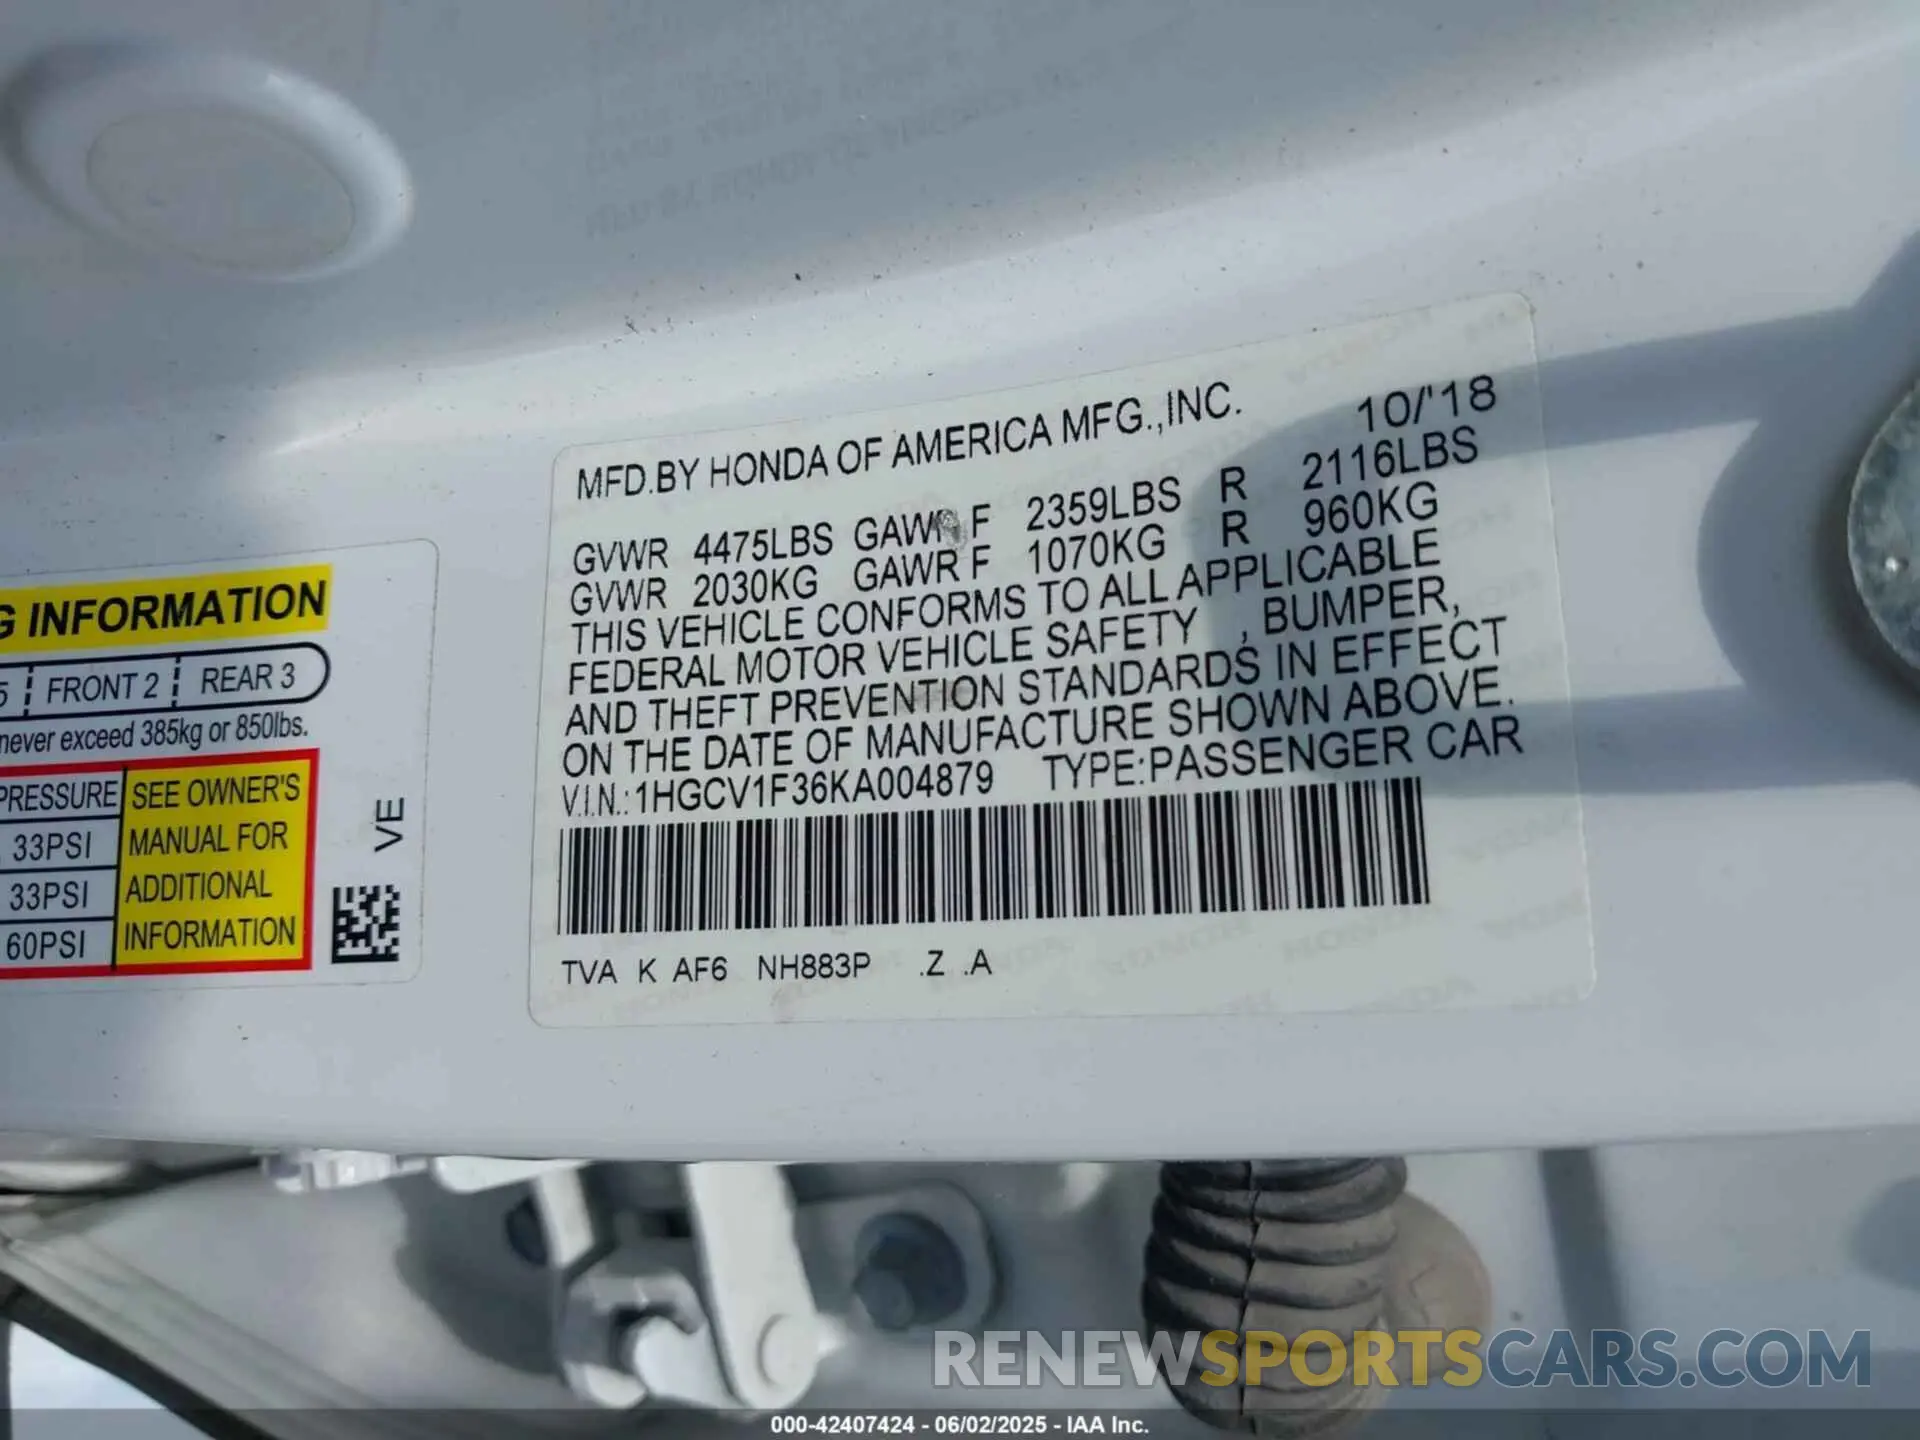 MFD.BY HONDA OF AMERICA MFG.,INC. 10/'18
GVWR 4475LBS GAWR F 2359LBS R 2116LBS
GVWR 2030KG GAWR F 1070KG R 960KG
THIS VEHICLE CONFORMS TO ALL APPLICABLE
FEDERAL MOTOR VEHICLE SAFETY , BUMPER,
AND THEFT PREVENTION STANDARDS IN EFFECT
ON THE DATE OF MANUFACTURE SHOWN ABOVE.
V.I.N.:1HGCV1F36KA004879 TYPE:PASSENGER CAR
TVA K AF6 NH883P .Z .A
G INFORMATION
5 FRONT 2 REAR 3
never exceed 385kg or 850lbs.
PRESSURE SEE OWNER'S
33PSI MANUAL FOR
33PSI ADDITIONAL
60PSI INFORMATION
VE
RENEWSPORTSCARS.COM
000-42407424 - 06/02/2025 - IAA Inc.